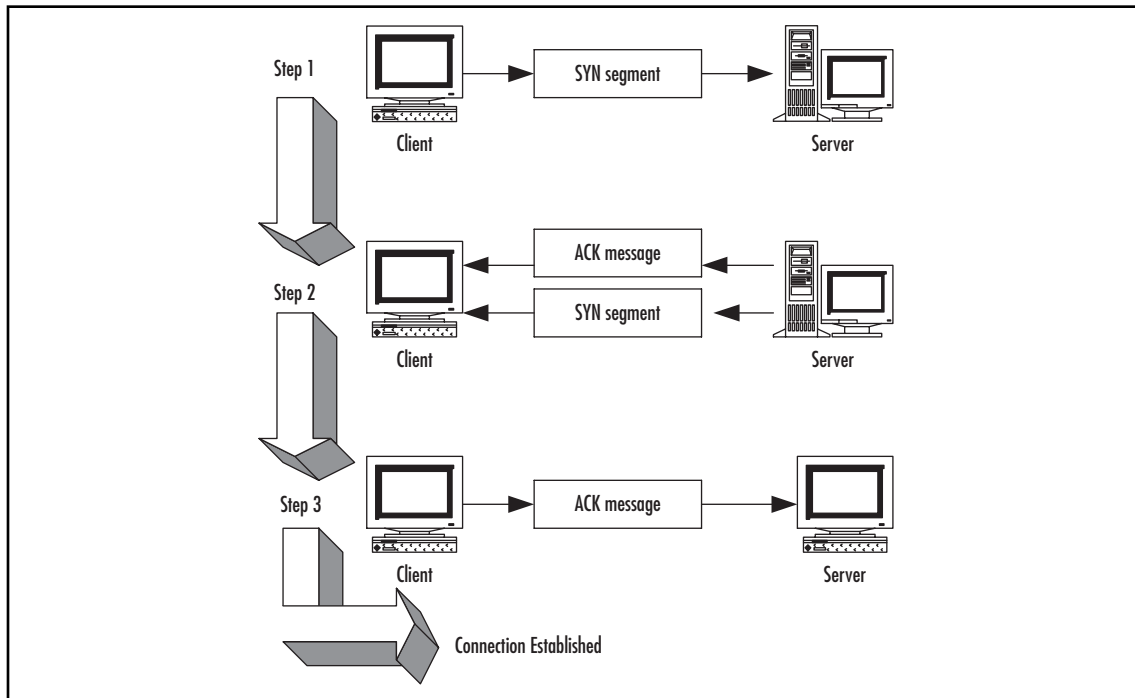 Step 1
SYN segment
Client
Server
ACK message
Step 2
SYN segment
Client
Server
Step 3
ACK message
Client
Server
Connection Established